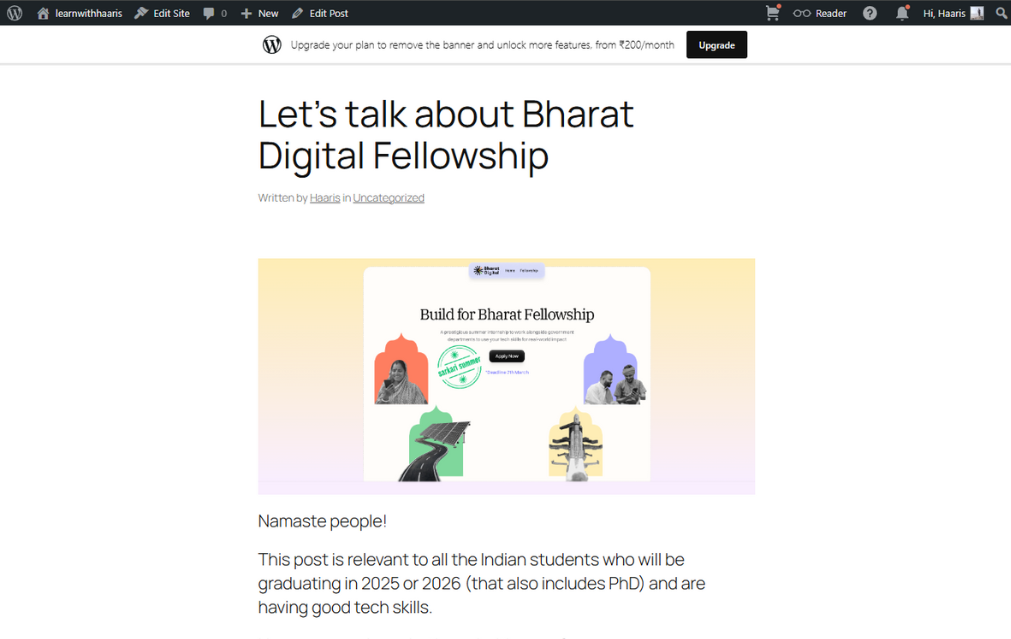 learnwithhaaris Edit Site 0 New Edit Post Reader Hi, Haaris
Upgrade your plan to remove the banner and unlock more features, from ₹200/month Upgrade
Let’s talk about Bharat
Digital Fellowship
Written by Haaris in Uncategorized
Bharat
Digital Home Fellowship
Build for Bharat Fellowship
A prestigious summer internship to work alongside government
departments to use your tech skills for real-world impact
Apply Now
sarkari summer
*Deadline 7th March
Namaste people!
This post is relevant to all the Indian students who will be
graduating in 2025 or 2026 (that also includes PhD) and are
having good tech skills.